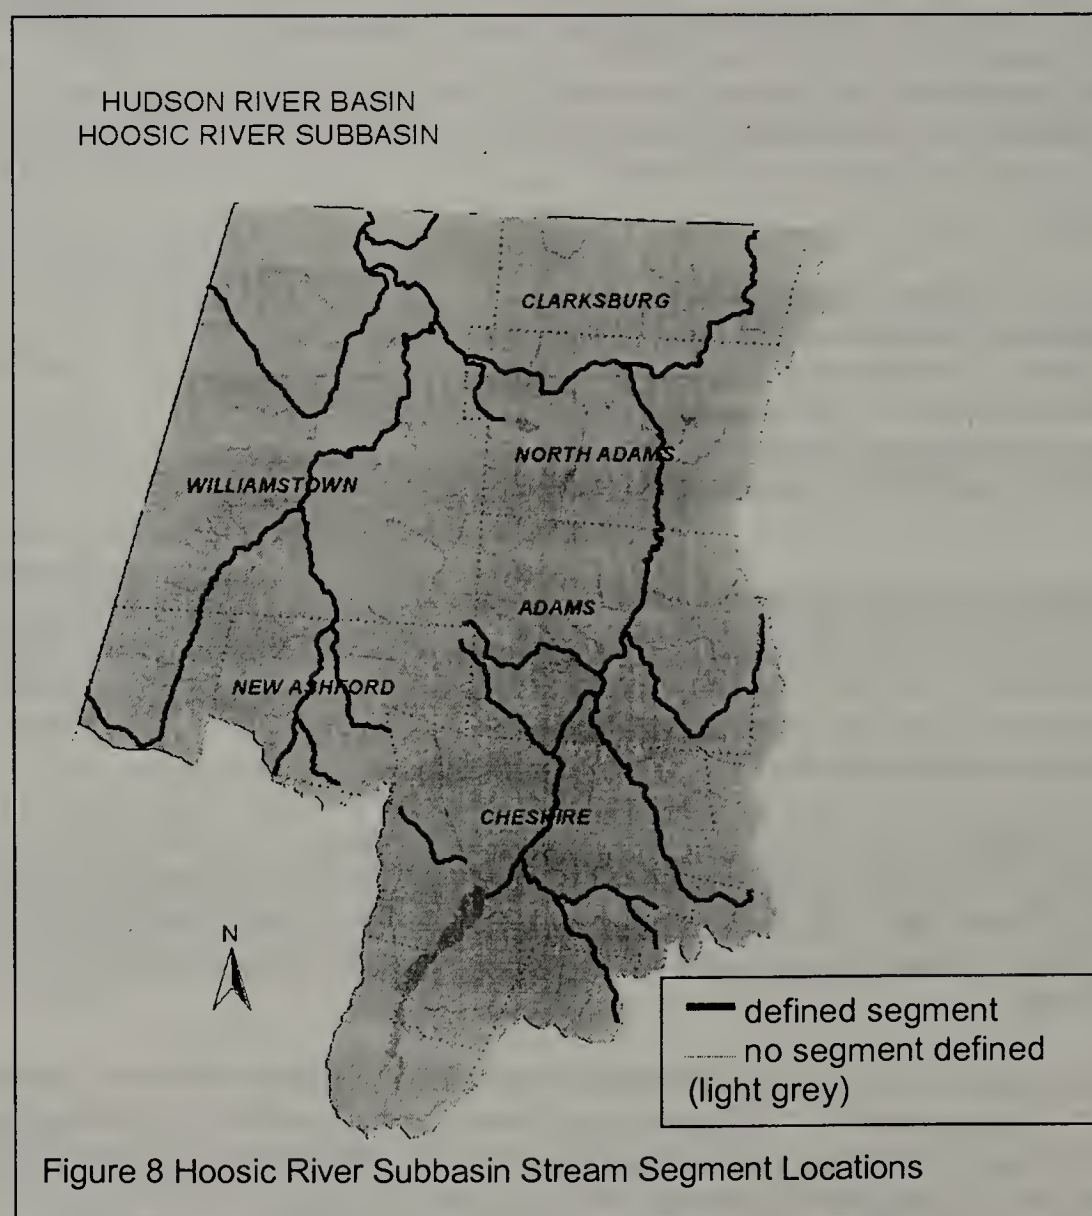 HUDSON RIVER BASIN
HOOSIC RIVER SUBBASIN
CLARKSBURG
NORTH ADAMS
WILLIAMSTOWN
ADAMS
NEW ASHFORD
CHESHIRE
N
defined segment
no segment defined
(light grey)
Figure 8 Hoosic River Subbasin Stream Segment Locations